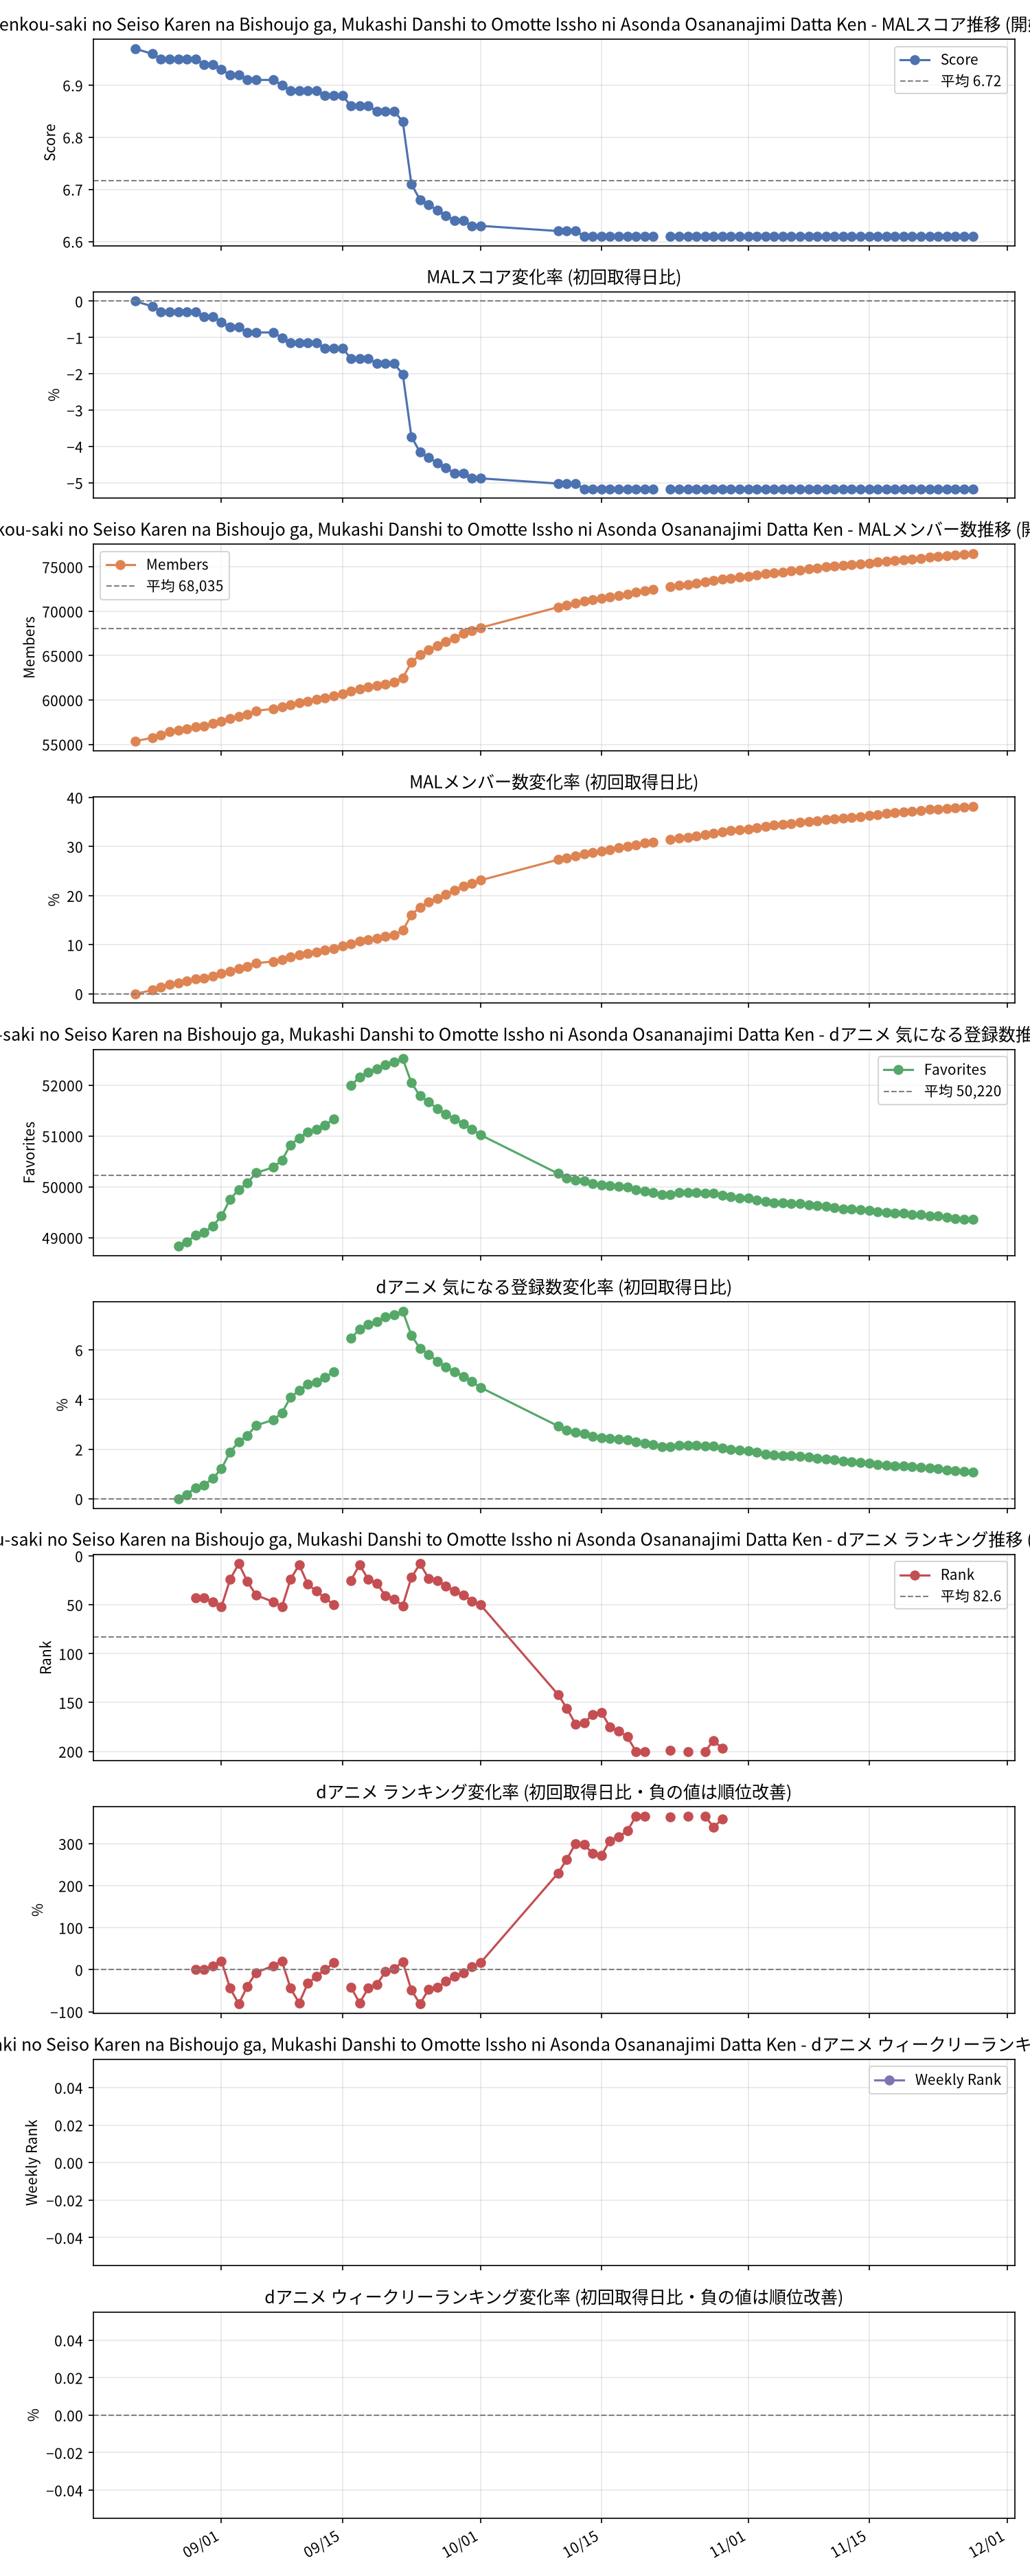 enkou-saki no Seiso Karen na Bishoujo ga, Mukashi Danshi to Omotte Issho ni Asonda Osananajimi Datta Ken - MALスコア推移 (開
Score
平均 6.72
Score
6.9
6.8
6.7
6.6
MALスコア変化率 (初回取得日比)
%
0
−1
−2
−3
−4
−5
kou-saki no Seiso Karen na Bishoujo ga, Mukashi Danshi to Omotte Issho ni Asonda Osananajimi Datta Ken - MALメンバー数推移 (開
Members
平均 68,035
Members
75000
70000
65000
60000
55000
MALメンバー数変化率 (初回取得日比)
%
40
30
20
10
0
-saki no Seiso Karen na Bishoujo ga, Mukashi Danshi to Omotte Issho ni Asonda Osananajimi Datta Ken - dアニメ 気になる登録数推
Favorites
平均 50,220
Favorites
52000
51000
50000
49000
dアニメ 気になる登録数変化率 (初回取得日比)
%
6
4
2
0
u-saki no Seiso Karen na Bishoujo ga, Mukashi Danshi to Omotte Issho ni Asonda Osananajimi Datta Ken - dアニメ ランキング推移 (
Rank
平均 82.6
Rank
0
50
100
150
200
dアニメ ランキング変化率 (初回取得日比・負の値は順位改善)
%
300
200
100
0
−100
ki no Seiso Karen na Bishoujo ga, Mukashi Danshi to Omotte Issho ni Asonda Osananajimi Datta Ken - dアニメ ウィークリーランキ
Weekly Rank
Weekly Rank
0.04
0.02
0.00
−0.02
−0.04
dアニメ ウィークリーランキング変化率 (初回取得日比・負の値は順位改善)
%
0.04
0.02
0.00
−0.02
−0.04
09/01
09/15
10/01
10/15
11/01
11/15
12/01